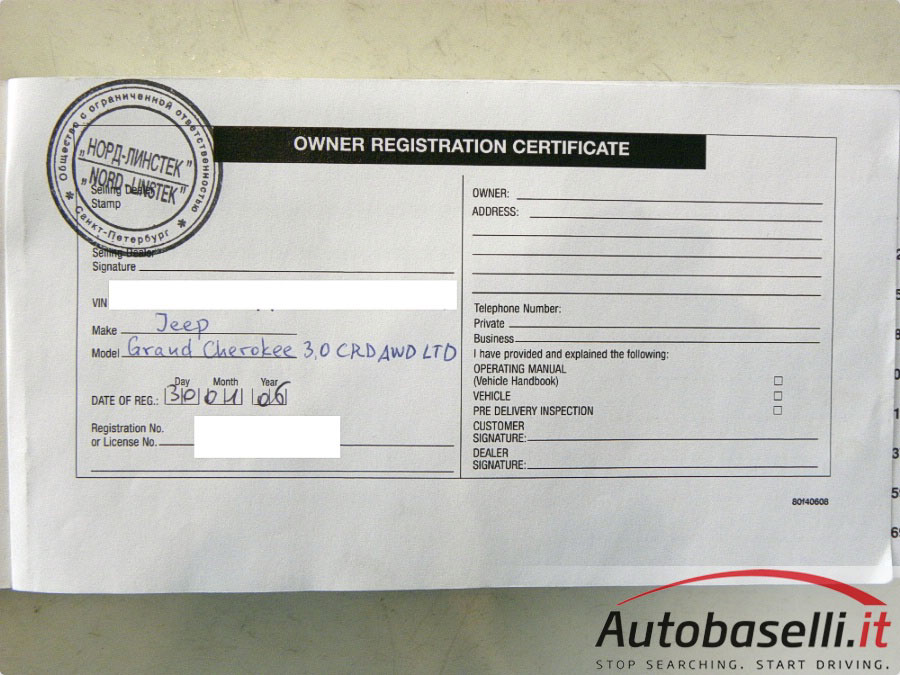 Общество с ограниченной ответственностью
„НОРД-ЛИНСТЕК”
„NORD-LINSTEK”
* Санкт-Петербург *
OWNER REGISTRATION CERTIFICATE
Selling Dealer
Stamp
Selling Dealer
Signature
VIN
Make Jeep
Model Grand Cherokee 3,0 CRD AWD LTD
Day Month Year
DATE OF REG.: 30 01 06
Registration No.
or License No.
OWNER:
ADDRESS:
Telephone Number:
Private
Business
I have provided and explained the following:
OPERATING MANUAL
(Vehicle Handbook)
VEHICLE
PRE DELIVERY INSPECTION
CUSTOMER
SIGNATURE:
DEALER
SIGNATURE:
80140608
Autobaselli.it
STOP SEARCHING. START DRIVING.